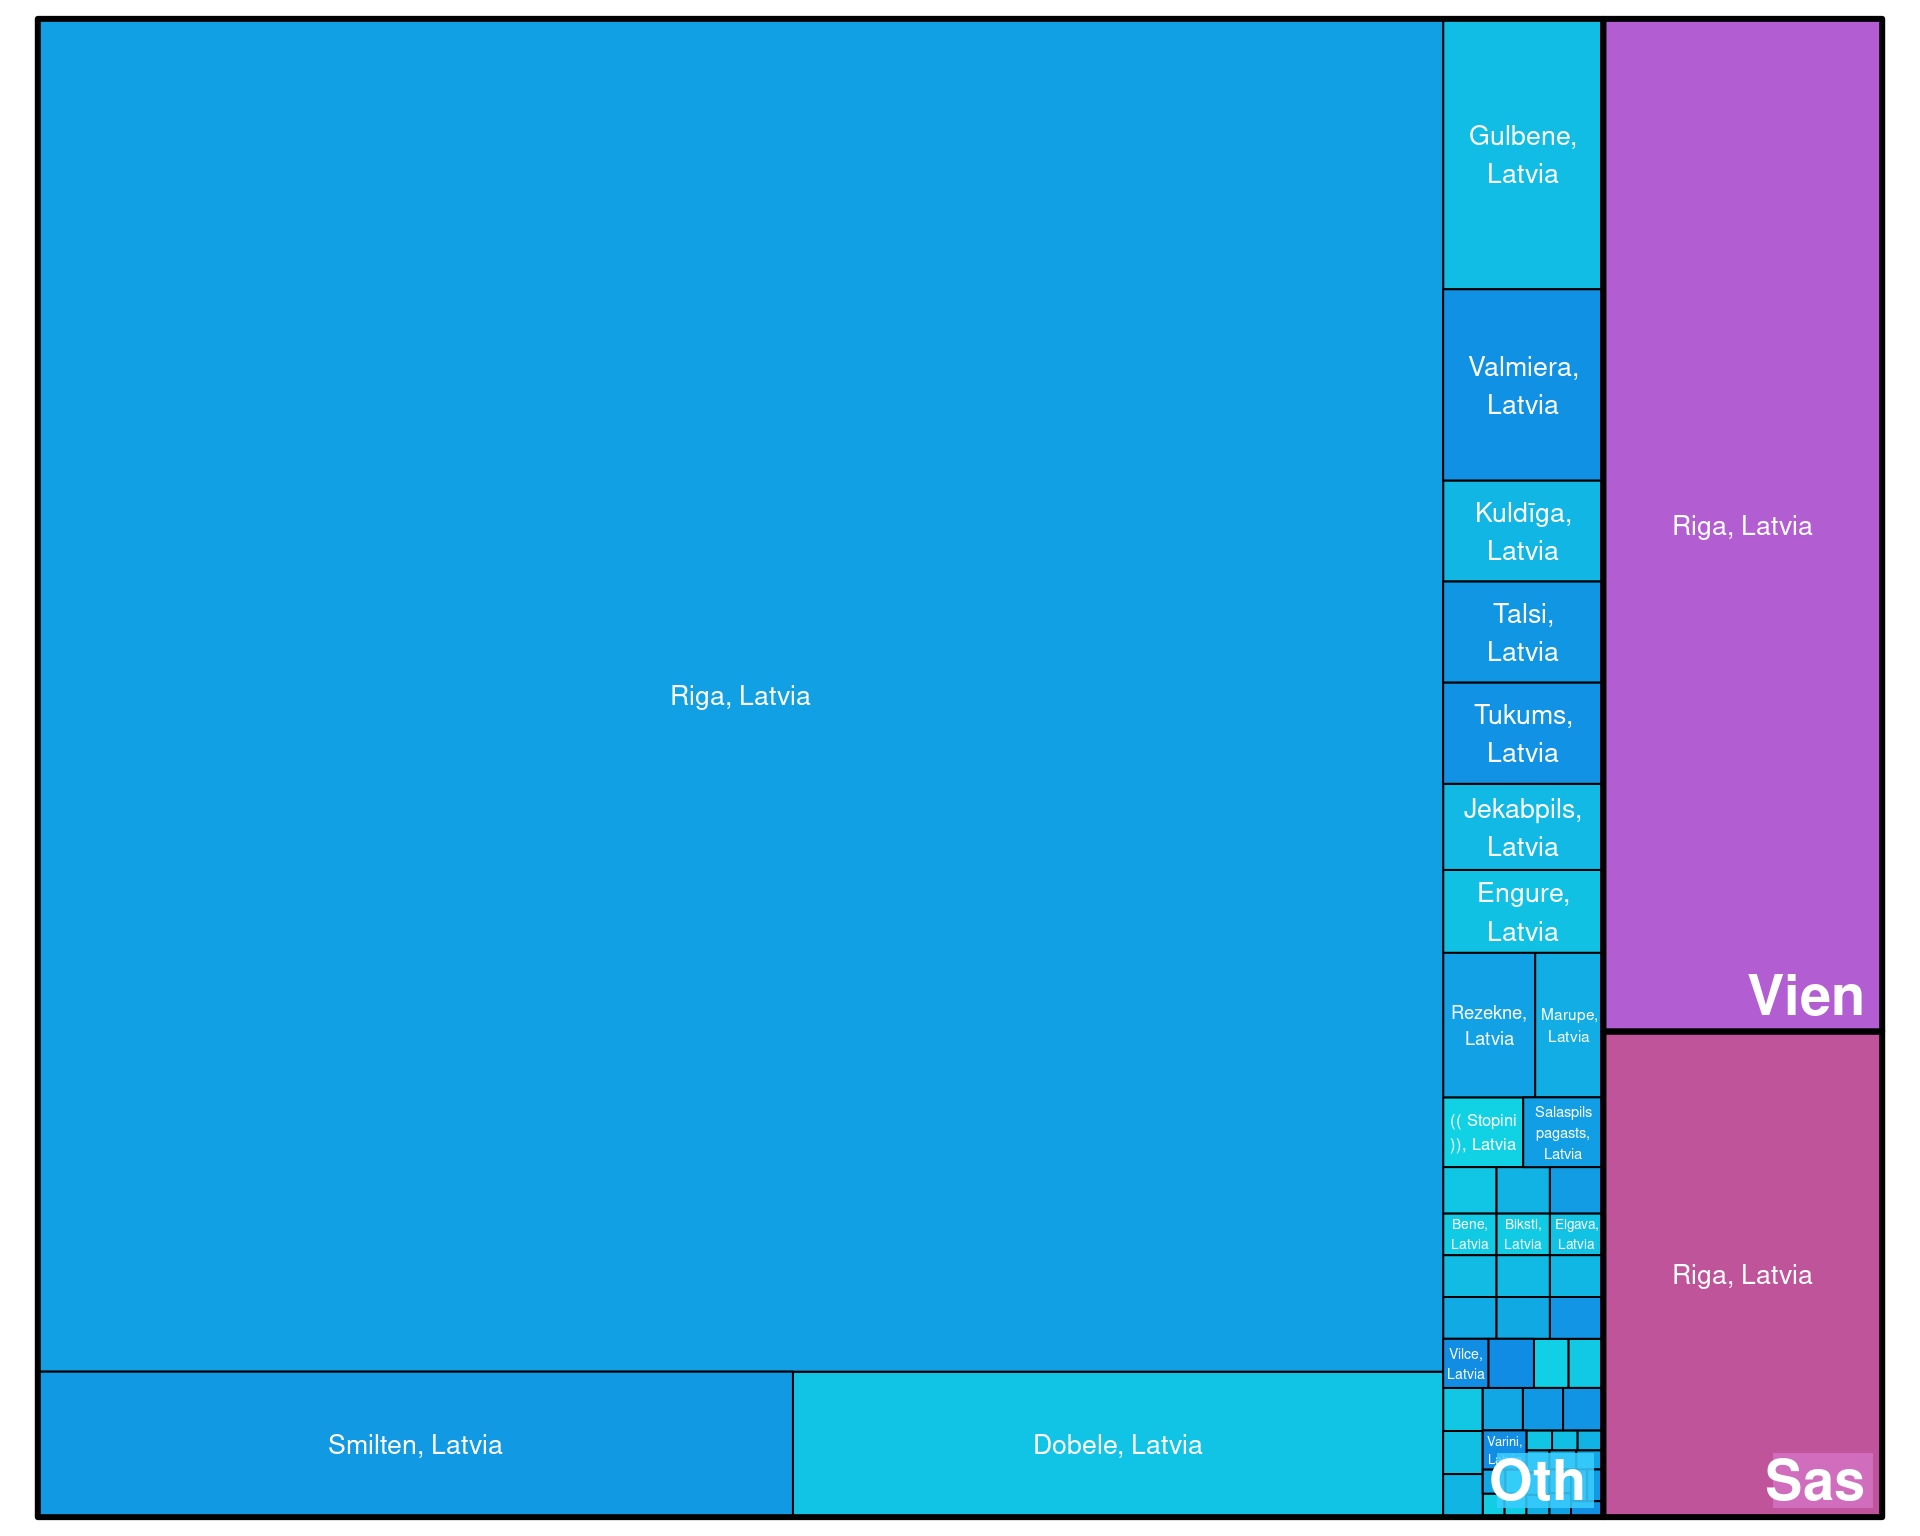 Gulbene,
Latvia
Valmiera,
Latvia
Kuldīga,
Latvia
Talsi,
Latvia
Tukums,
Latvia
Jekabpils,
Latvia
Engure,
Latvia
Rezekne,
Latvia
Marupe,
Latvia
(( Stopini
)), Latvia
Salaspils
pagasts,
Latvia
Bene,
Latvia
Biksti,
Latvia
Elgava,
Latvia
Vilce,
Latvia
Varini,
Oth
Riga, Latvia
Smilten, Latvia
Dobele, Latvia
Riga, Latvia
Vien
Riga, Latvia
Sas